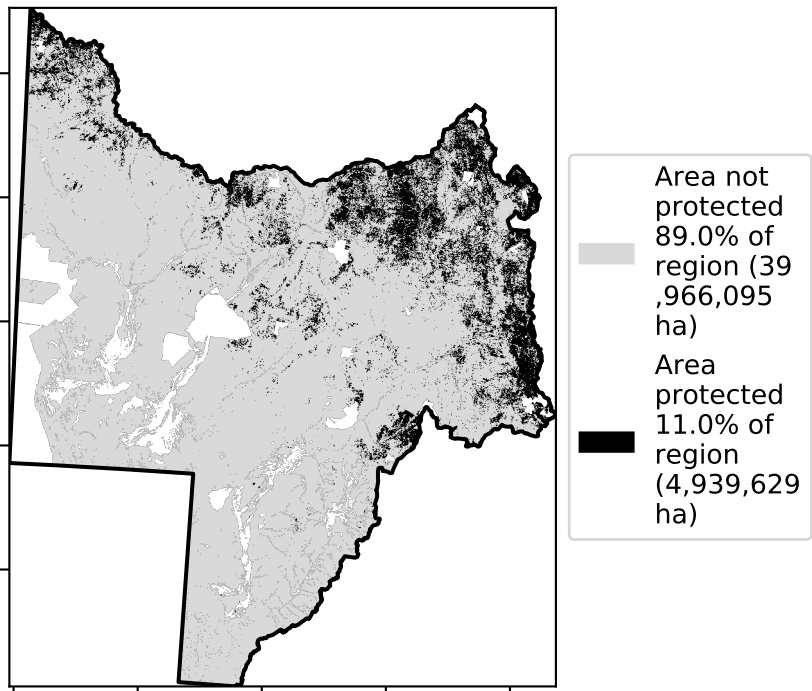 Area not
protected
89.0% of
region (39
,966,095
ha)
Area
protected
11.0% of
region
(4,939,629
ha)